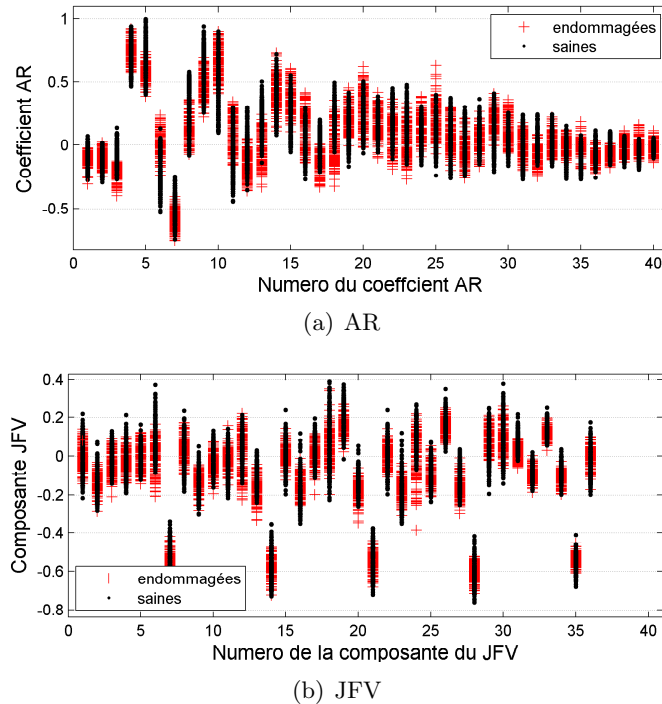 1
0.5
0
-0.5
0 5 10 15 20 25 30 35 40
Coefficient AR
endommagées
saines
Numero du coeffcient AR
(a) AR
0.4
0.2
0
-0.2
-0.4
-0.6
-0.8
0 5 10 15 20 25 30 35 40
Composante JFV
endommagées
saines
Numero de la composante du JFV
(b) JFV